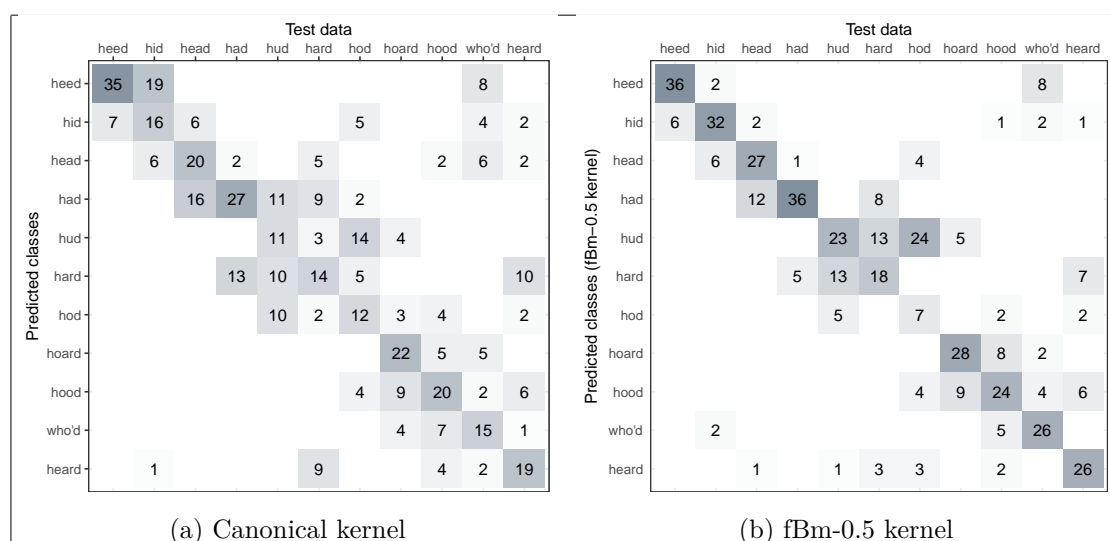 Test data
heed hid head had hud hard hod hoard hood who'd heard
Predicted classes
heed 35 19 8
hid 7 16 6 5 4 2
head 6 20 2 5 2 6 2
had 16 27 11 9 2
hud 11 3 14 4
hard 13 10 14 5 10
hod 10 2 12 3 4 2
hoard 22 5 5
hood 4 9 20 2 6
who'd 4 7 15 1
heard 1 9 4 2 19
(a) Canonical kernel
Test data
heed hid head had hud hard hod hoard hood who'd heard
Predicted classes (fBm−0.5 kernel)
heed 36 2 8
hid 6 32 2 1 2 1
head 6 27 1 4
had 12 36 8
hud 23 13 24 5
hard 5 13 18 7
hod 5 7 2 2
hoard 28 8 2
hood 4 9 24 4 6
who'd 2 5 26
heard 1 1 3 3 2 26
(b) fBm-0.5 kernel